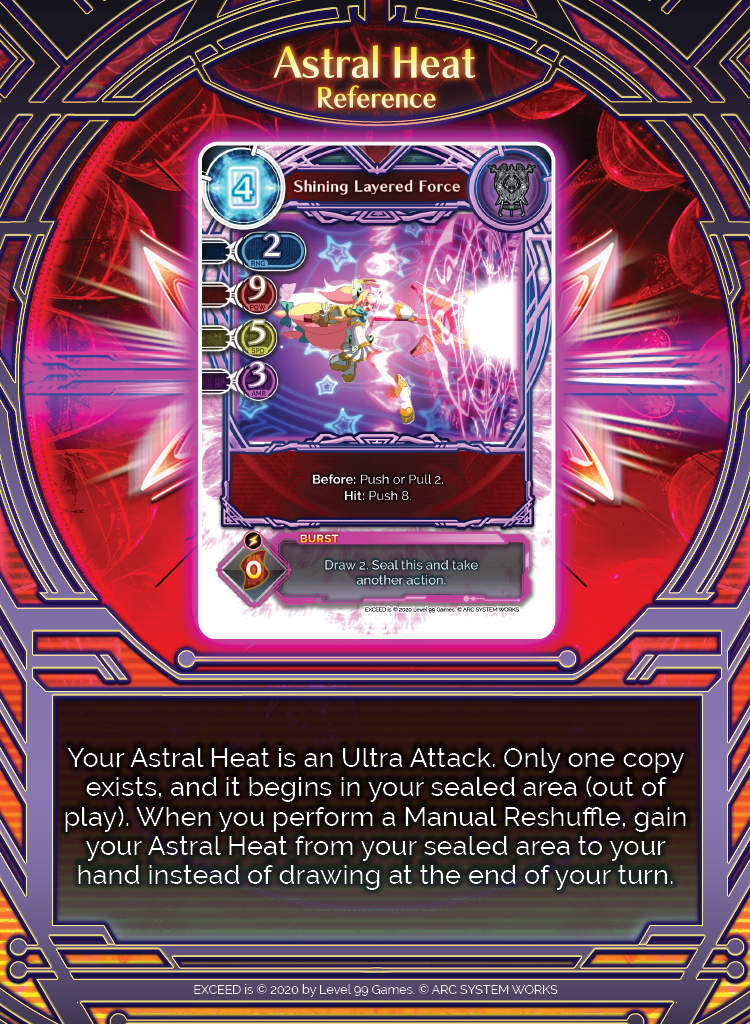 Astral Heat
Reference
4
Shining Layered Force
2
RNG
9
POW
5
SPD
3
AMR
Before: Push or Pull 2.
Hit: Push 8.
BURST
0
Draw 2. Seal this and take
another action.
EXCEED is © 2020 Level 99 Games. © ARC SYSTEM WORKS
Your Astral Heat is an Ultra Attack. Only one copy
exists, and it begins in your sealed area (out of
play). When you perform a Manual Reshuffle, gain
your Astral Heat from your sealed area to your
hand instead of drawing at the end of your turn.
EXCEED is © 2020 by Level 99 Games. © ARC SYSTEM WORKS